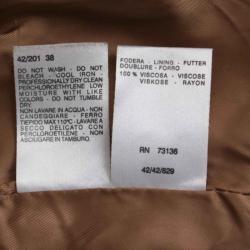 42/201 38
DO NOT WASH - DO NOT
BLEACH - COOL IRON -
PROFESSIONALLY DRY CLEAN
PERCHLOROETHYLENE LOW
MOISTURE WASH WITH LIKE
COLORS - DO NOT TUMBLE
DRY.
NON LAVARE IN ACQUA - NON
CANDEGGIARE - FERRO
TIEPIDO MAX 110°C - LAVARE
A SECCO DELICATO CON
PERCLOROETILENE - NON
ASCIUGARE IN TAMBURO
FODERA - LINING - FUTTER
DOUBLURE - FORRO
100 % VISCOSA - VISCOSE
VISKOSE - RAYON
RN 73136
42/42/829